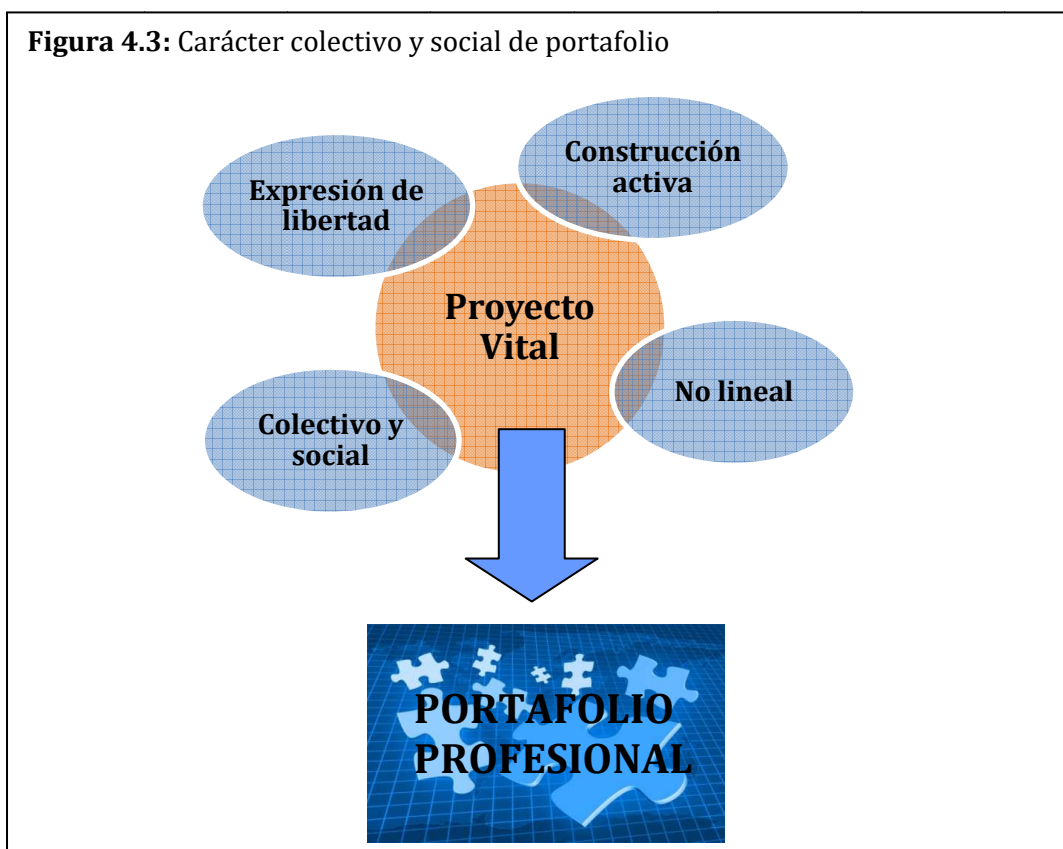 Figura 4.3: Carácter colectivo y social de portafolio
Construcción
activa
Expresión de
libertad
Proyecto
Vital
No lineal
Colectivo y
social
PORTAFOLIO
PROFESIONAL